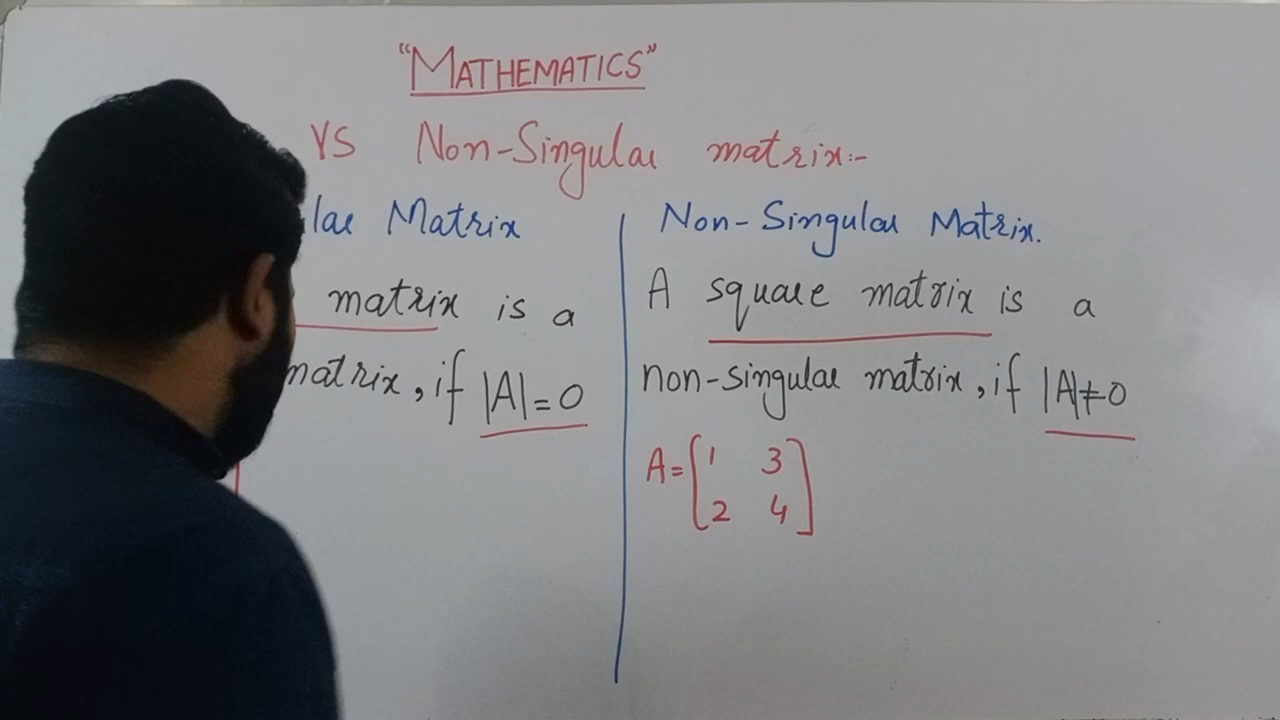 "MATHEMATICS"
VS Non-Singular matrix:-
lar Matrix
matrix is a
matrix, if |A|=0
Non-Singular Matrix.
A square matrix is a
non-singular matrix, if |A|≠0
A=[1 3
2 4]